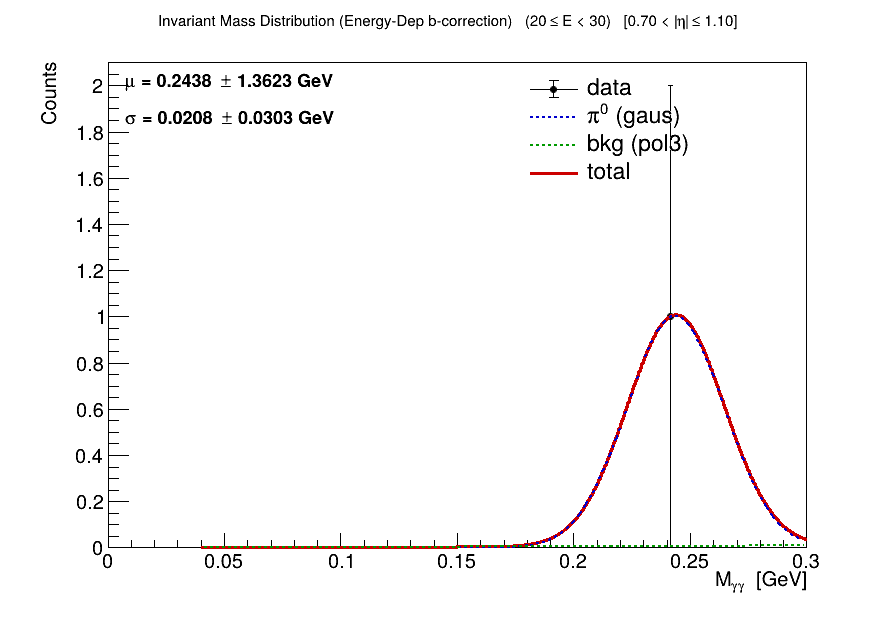 Invariant Mass Distribution (Energy-Dep b-correction) (20 ≤ E < 30) [0.70 < |η| ≤ 1.10]
Counts
μ = 0.2438 ± 1.3623 GeV
σ = 0.0208 ± 0.0303 GeV
data
π⁰ (gaus)
bkg (pol3)
total
2
1.8
1.6
1.4
1.2
1
0.8
0.6
0.4
0.2
0
0 0.05 0.1 0.15 0.2 0.25 0.3
M_γγ [GeV]